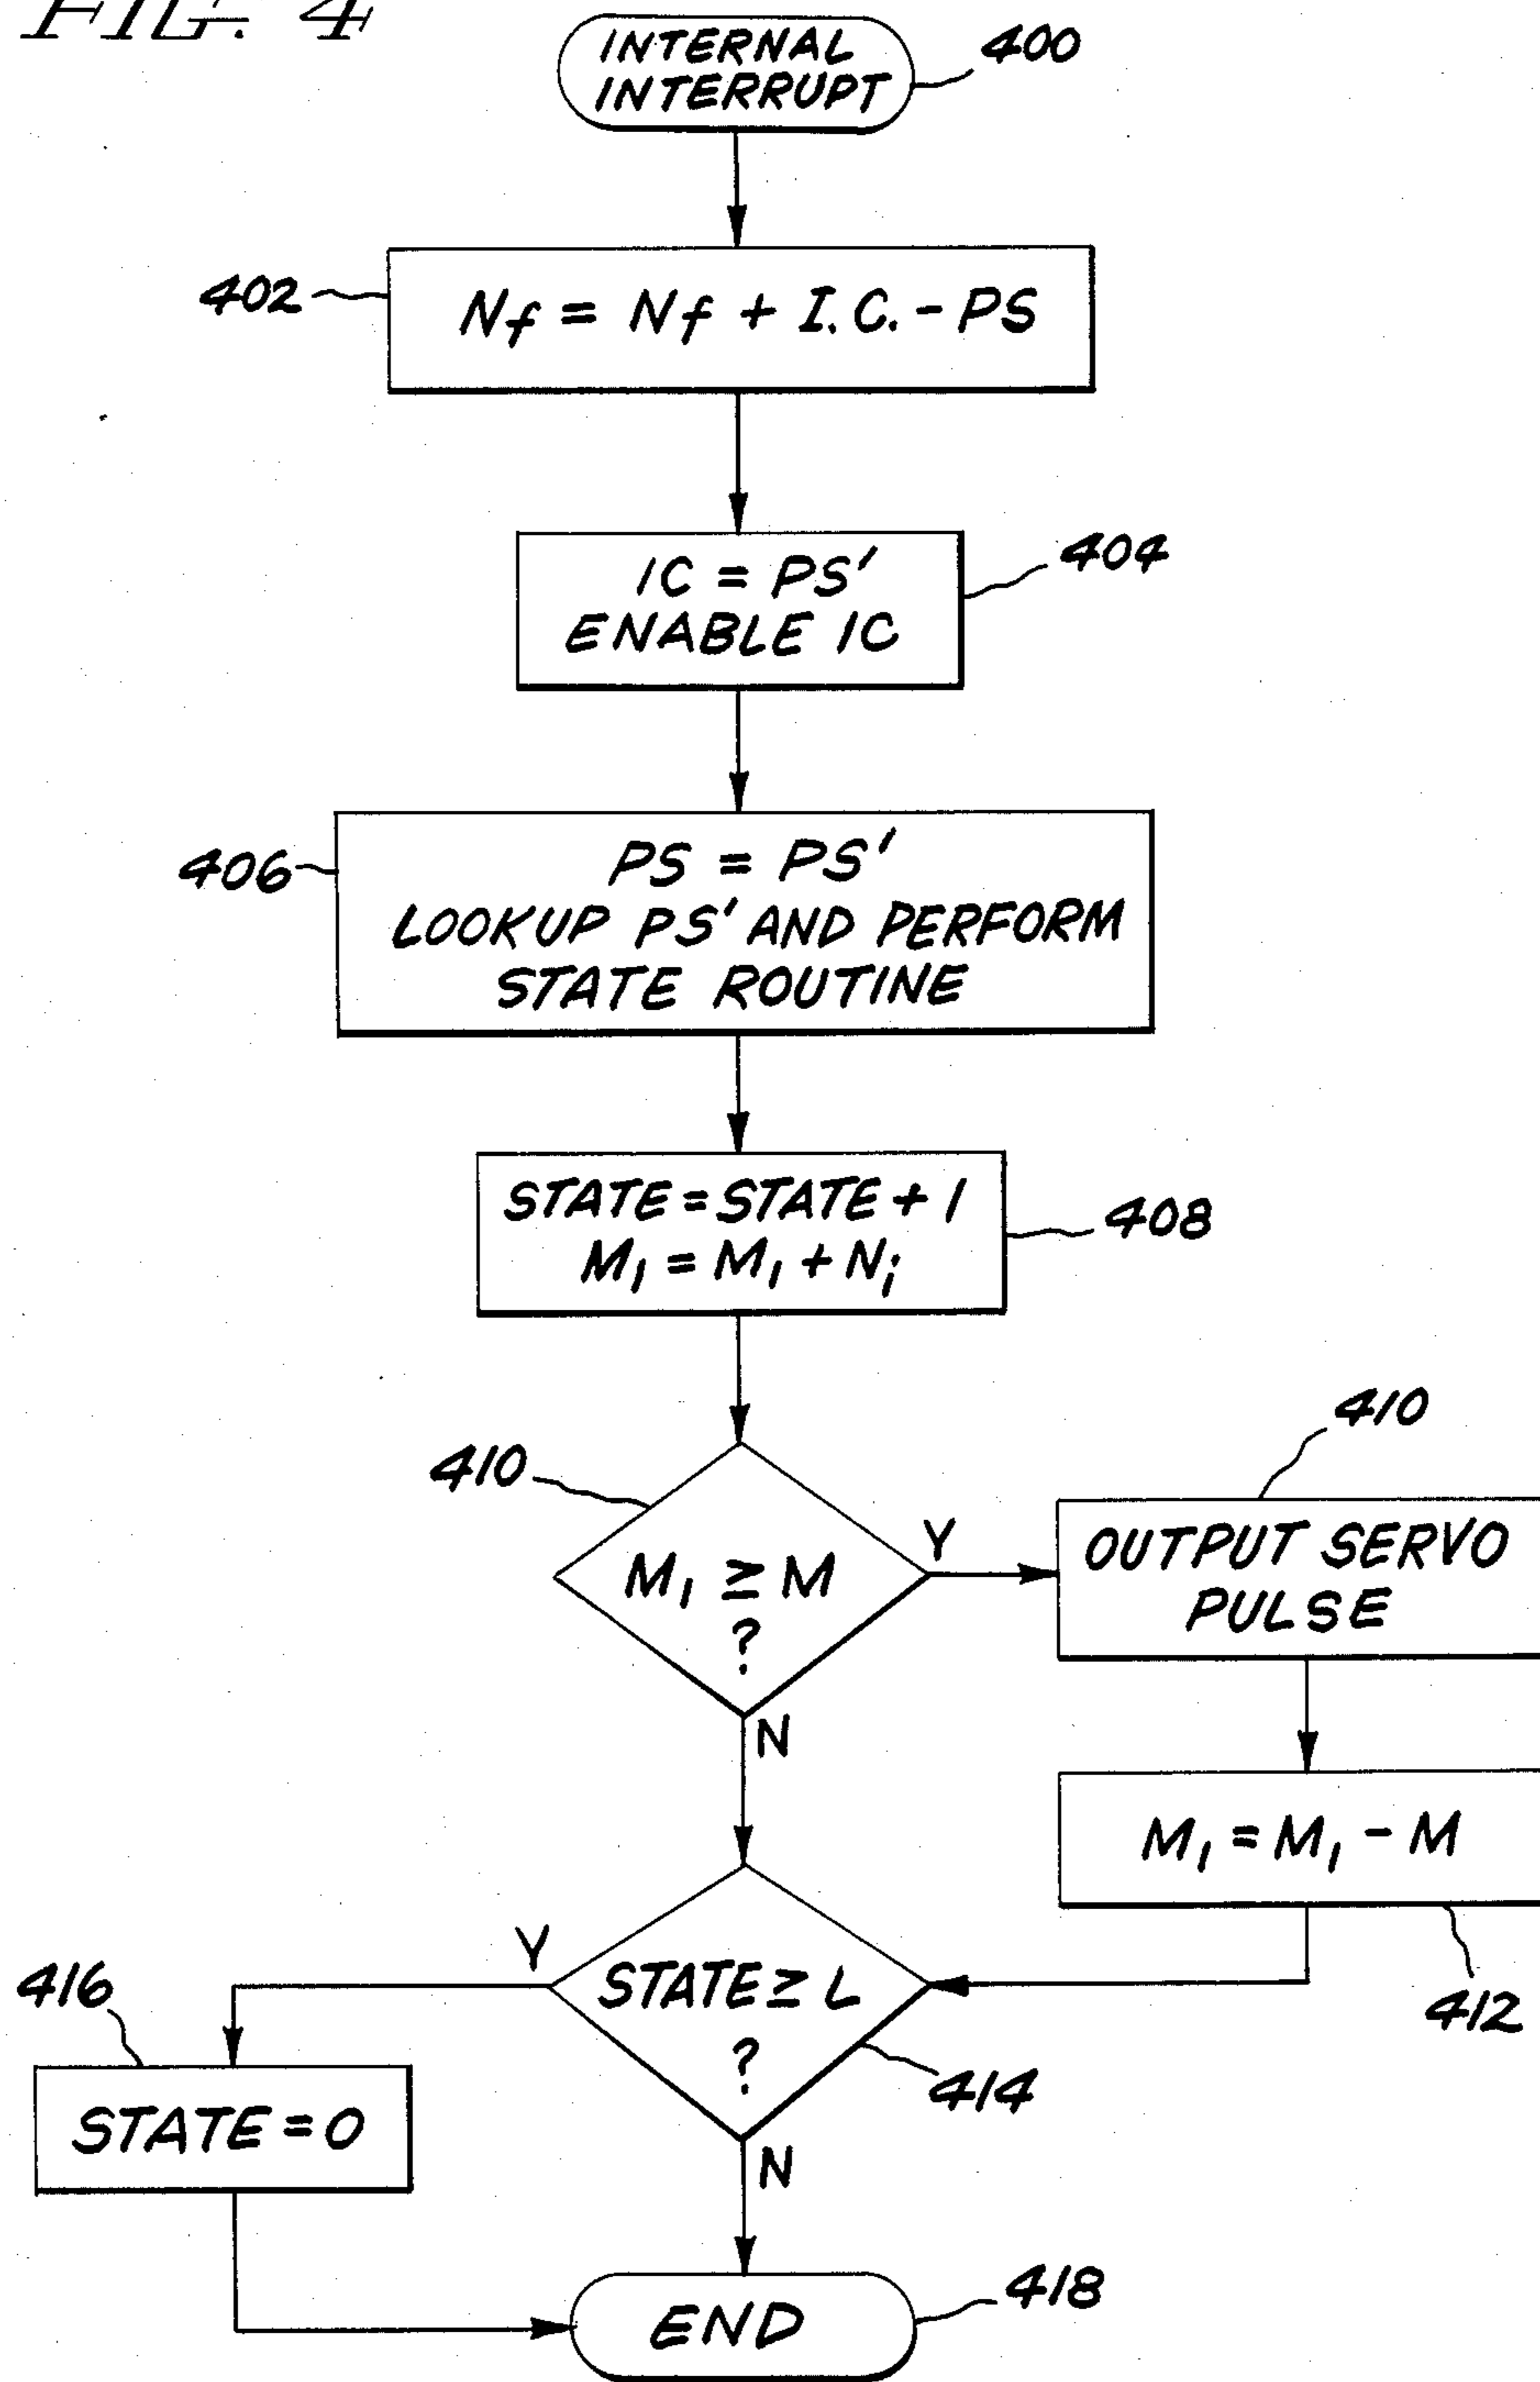 FIG. 4
INTERNAL
INTERRUPT
400
402
Nf = Nf + I.C. - PS
IC = PS'
ENABLE IC
404
406
PS = PS'
LOOKUP PS' AND PERFORM
STATE ROUTINE
STATE = STATE + 1
M₁ = M₁ + Nᵢ
408
410
M₁ ≥ M
?
Y
N
410
OUTPUT SERVO
PULSE
M₁ = M₁ - M
412
STATE ≥ L
?
Y
N
414
416
STATE = 0
END
418